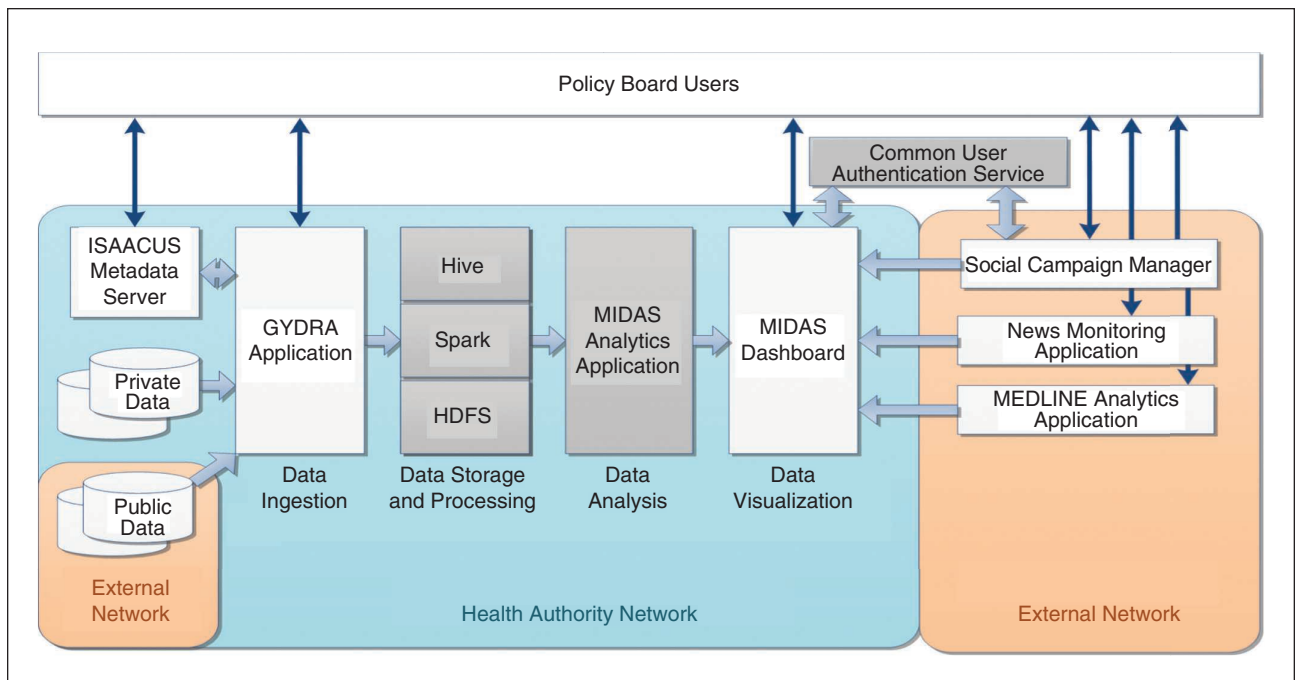 Policy Board Users
Common User
Authentication Service
ISAACUS
Metadata
Server
Private
Data
Public
Data
External
Network
GYDRA
Application
Data
Ingestion
Hive
Spark
HDFS
Data Storage
and Processing
MIDAS
Analytics
Application
Data
Analysis
MIDAS
Dashboard
Data
Visualization
Health Authority Network
Social Campaign Manager
News Monitoring
Application
MEDLINE Analytics
Application
External Network